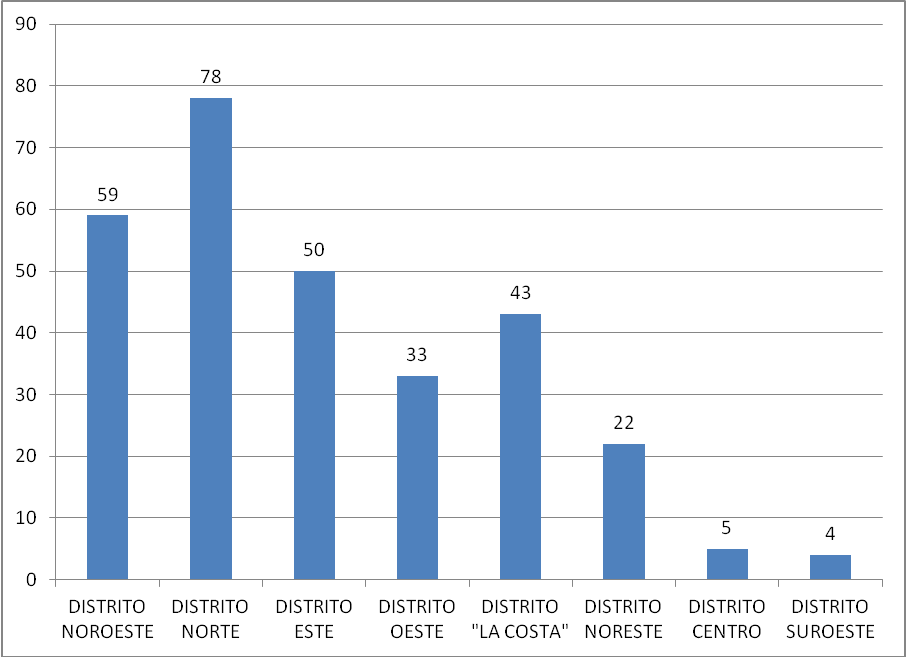 90
80
70
60
50
40
30
20
10
0
59
78
50
33
43
22
5
4
DISTRITO NOROESTE
DISTRITO NORTE
DISTRITO ESTE
DISTRITO OESTE
DISTRITO "LA COSTA"
DISTRITO NORESTE
DISTRITO CENTRO
DISTRITO SUROESTE